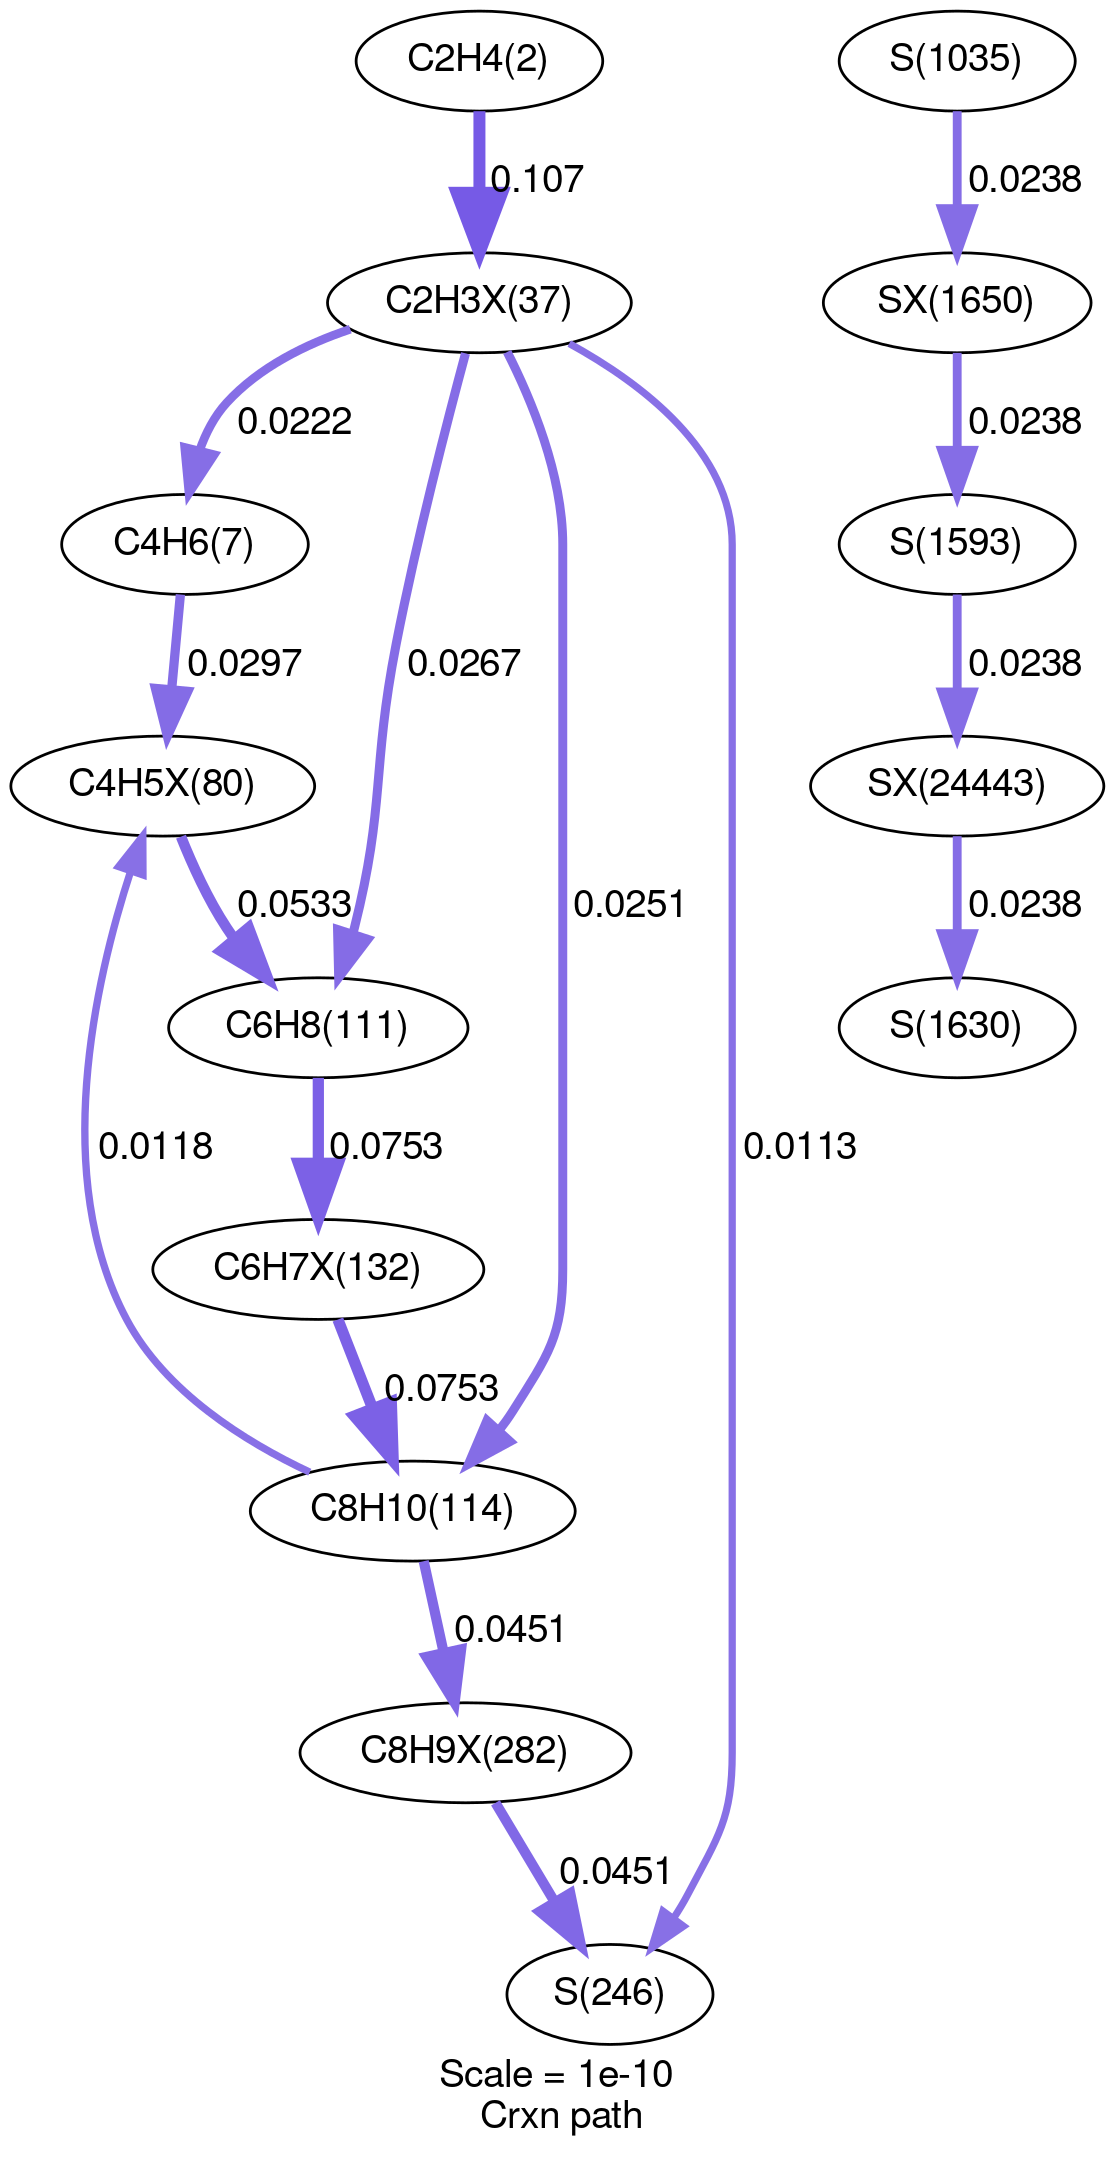 C2H4(2)
S(1035)
0.107
0.0238
C2H3X(37)
SX(1650)
0.0222
0.0238
C4H6(7)
S(1593)
0.0297
0.0267
0.0238
C4H5X(80)
SX(24443)
0.0533
0.0251
0.0238
C6H8(111)
S(1630)
0.0118
0.0753
0.0113
C6H7X(132)
0.0753
C8H10(114)
0.0451
C8H9X(282)
0.0451
S(246)
Scale = 1e-10
Crxn path